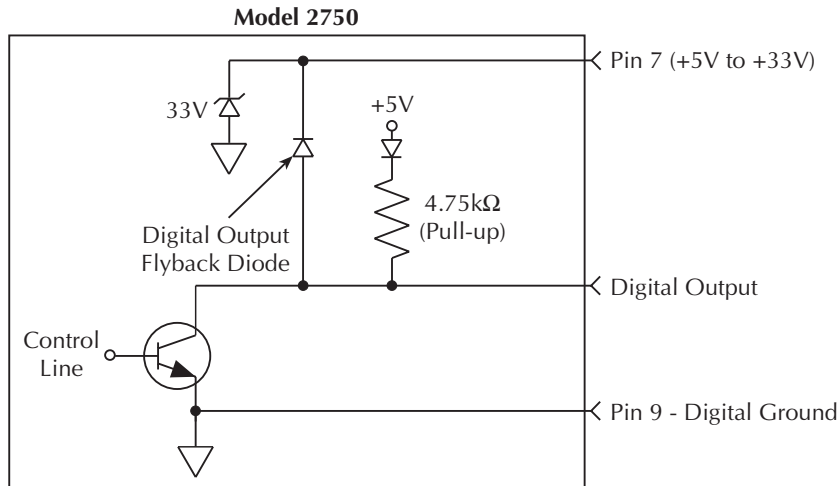 Model 2750
Pin 7 (+5V to +33V)
33V
+5V
4.75kΩ
(Pull-up)
Digital Output
Flyback Diode
Digital Output
Control
Line
Pin 9 - Digital Ground